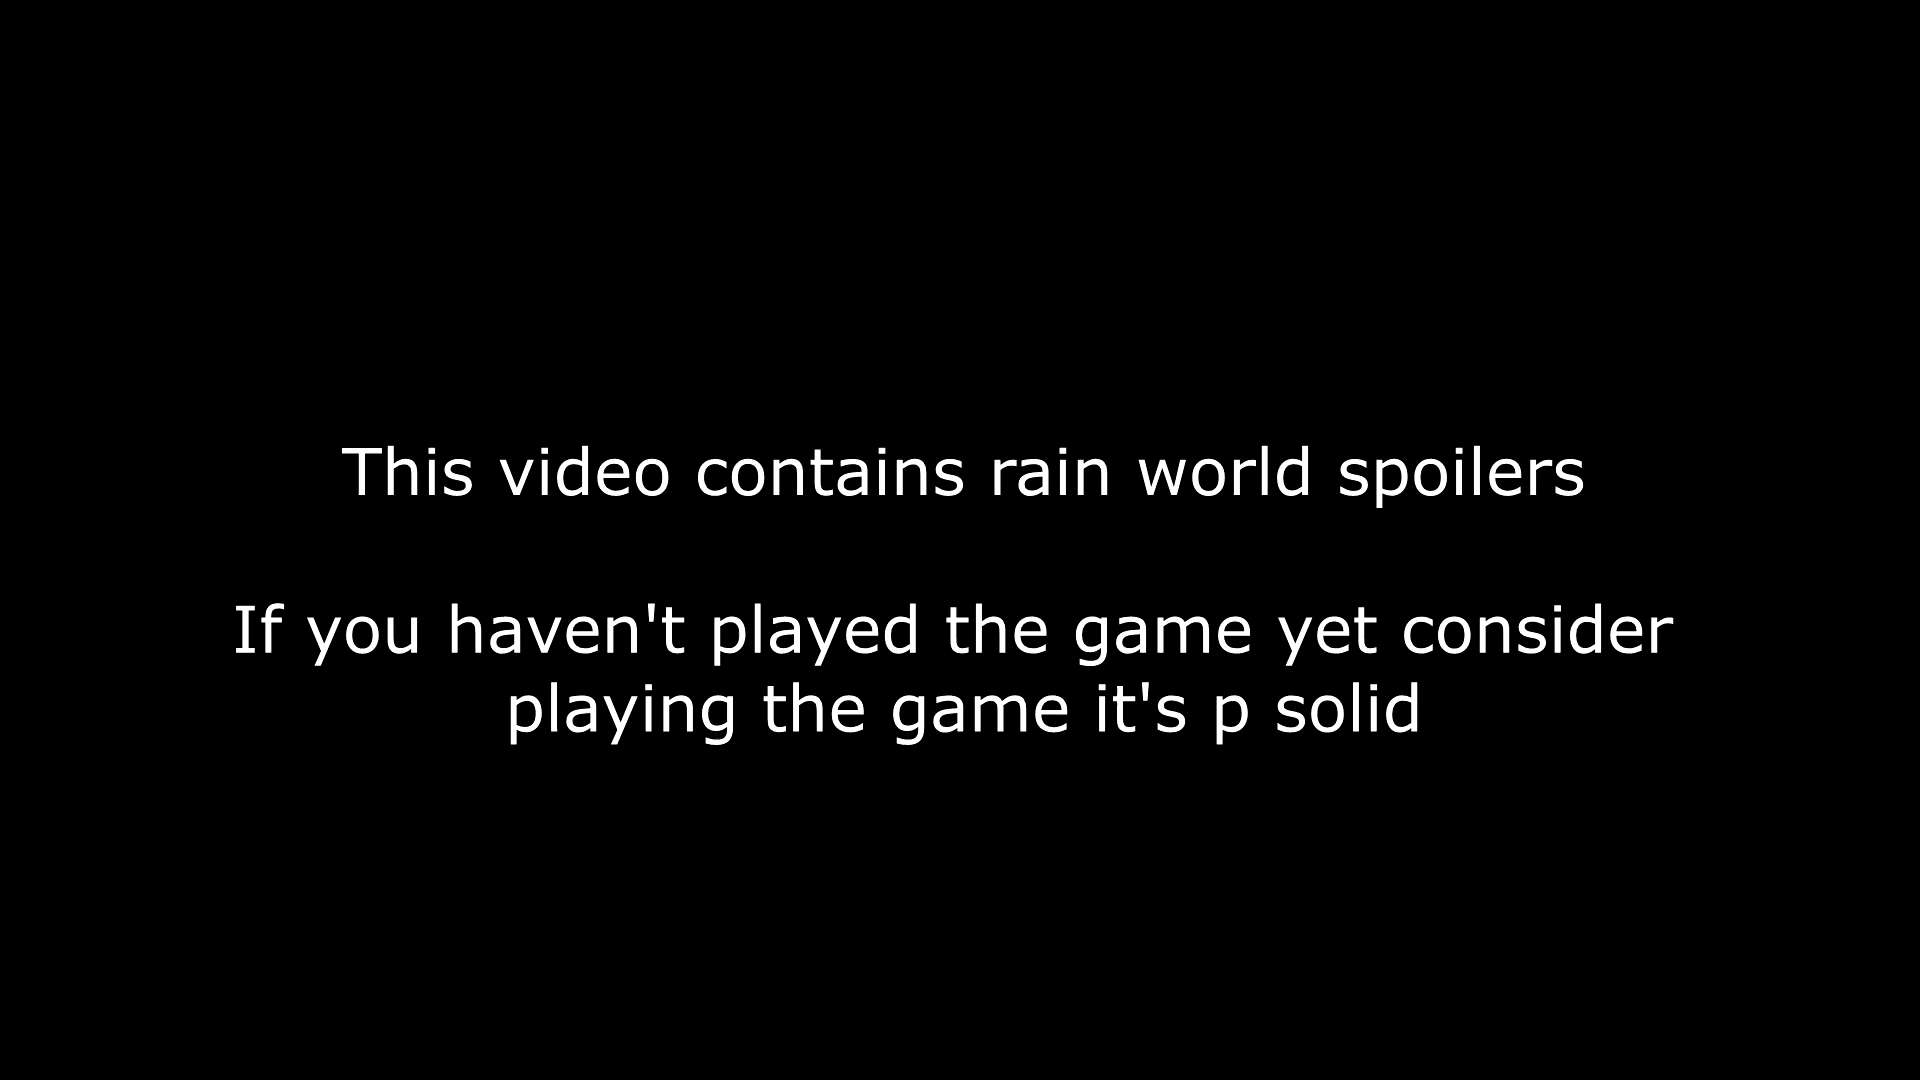 This video contains rain world spoilers
If you haven't played the game yet consider
playing the game it's p solid